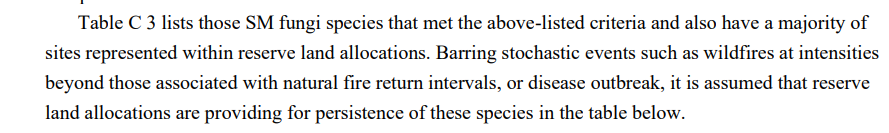 Table C 3 lists those SM fungi species that met the above-listed criteria and also have a majority of
sites represented within reserve land allocations. Barring stochastic events such as wildfires at intensities
beyond those associated with natural fire return intervals, or disease outbreak, it is assumed that reserve
land allocations are providing for persistence of these species in the table below.